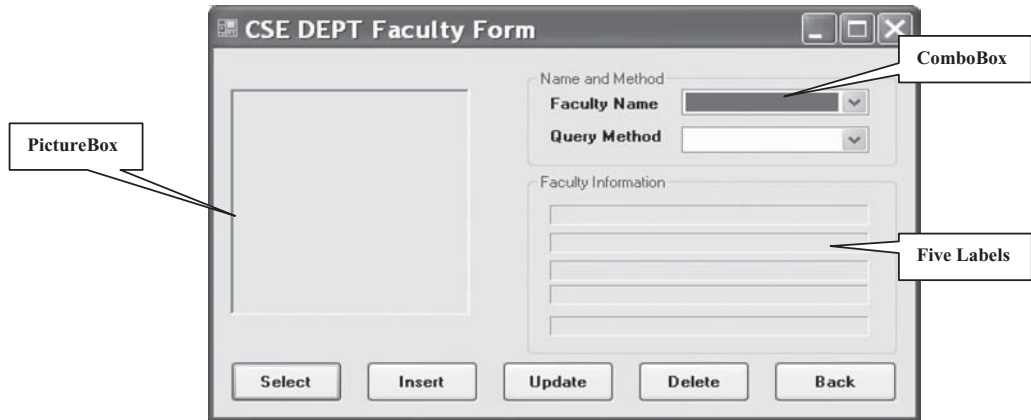 CSE DEPT Faculty Form
ComboBox
Name and Method
Faculty Name
Query Method
PictureBox
Faculty Information
Five Labels
Select Insert Update Delete Back